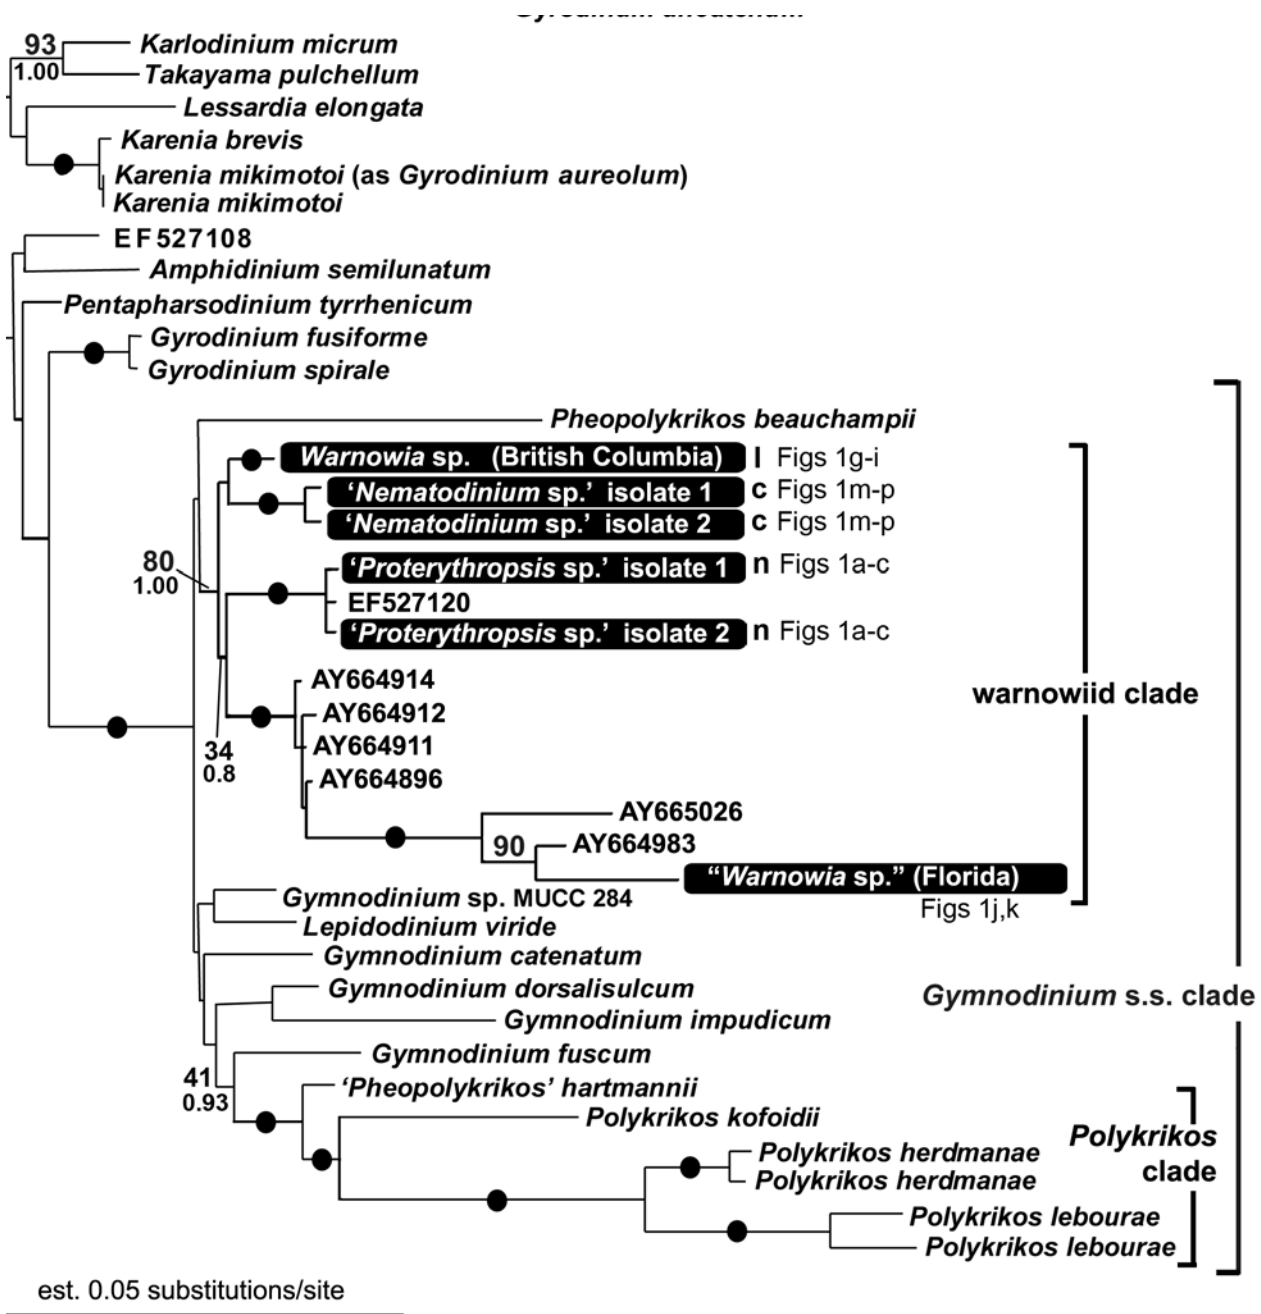 93
Karlodinium micrum
1.00
Takayama pulchellum
Lessardia elongata
Karenia brevis
Karenia mikimotoi (as Gyrodinium aureolum)
Karenia mikimotoi
EF527108
Amphidinium semilunatum
Pentapharsodinium tyrrhenicum
Gyrodinium fusiforme
Gyrodinium spirale
Pheopolykrikos beauchampii
Warnowia sp. (British Columbia) l Figs 1g-i
‘Nematodinium sp.’ isolate 1 c Figs 1m-p
‘Nematodinium sp.’ isolate 2 c Figs 1m-p
80
1.00
‘Proterythropsis sp.’ isolate 1 n Figs 1a-c
EF527120
‘Proterythropsis sp.’ isolate 2 n Figs 1a-c
AY664914
warnowiid clade
AY664912
34
0.8
AY664911
AY664896
AY665026
90
AY664983
“Warnowia sp.” (Florida)
Figs 1j,k
Gymnodinium sp. MUCC 284
Lepidodinium viride
Gymnodinium catenatum
Gymnodinium dorsalisulcum
Gymnodinium s.s. clade
Gymnodinium impudicum
Gymnodinium fuscum
41
0.93
‘Pheopolykrikos’ hartmannii
Polykrikos kofoidii
Polykrikos
clade
Polykrikos herdmanae
Polykrikos herdmanae
Polykrikos lebourae
Polykrikos lebourae
est. 0.05 substitutions/site